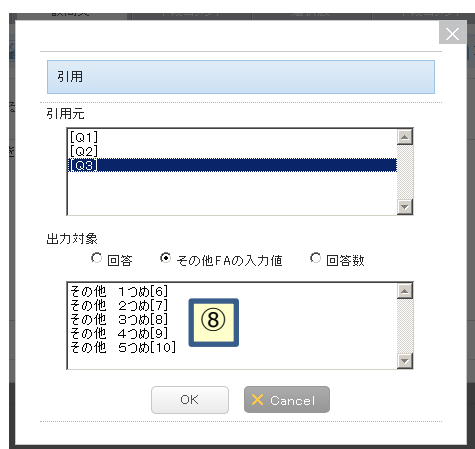 引用
引用元
[Q1]
[Q2]
[Q3]
出力対象
回答 その他FAの入力値 回答数
その他 1つめ[6]
その他 2つめ[7]
その他 3つめ[8]
その他 4つめ[9]
その他 5つめ[10]
⑧
OK Cancel